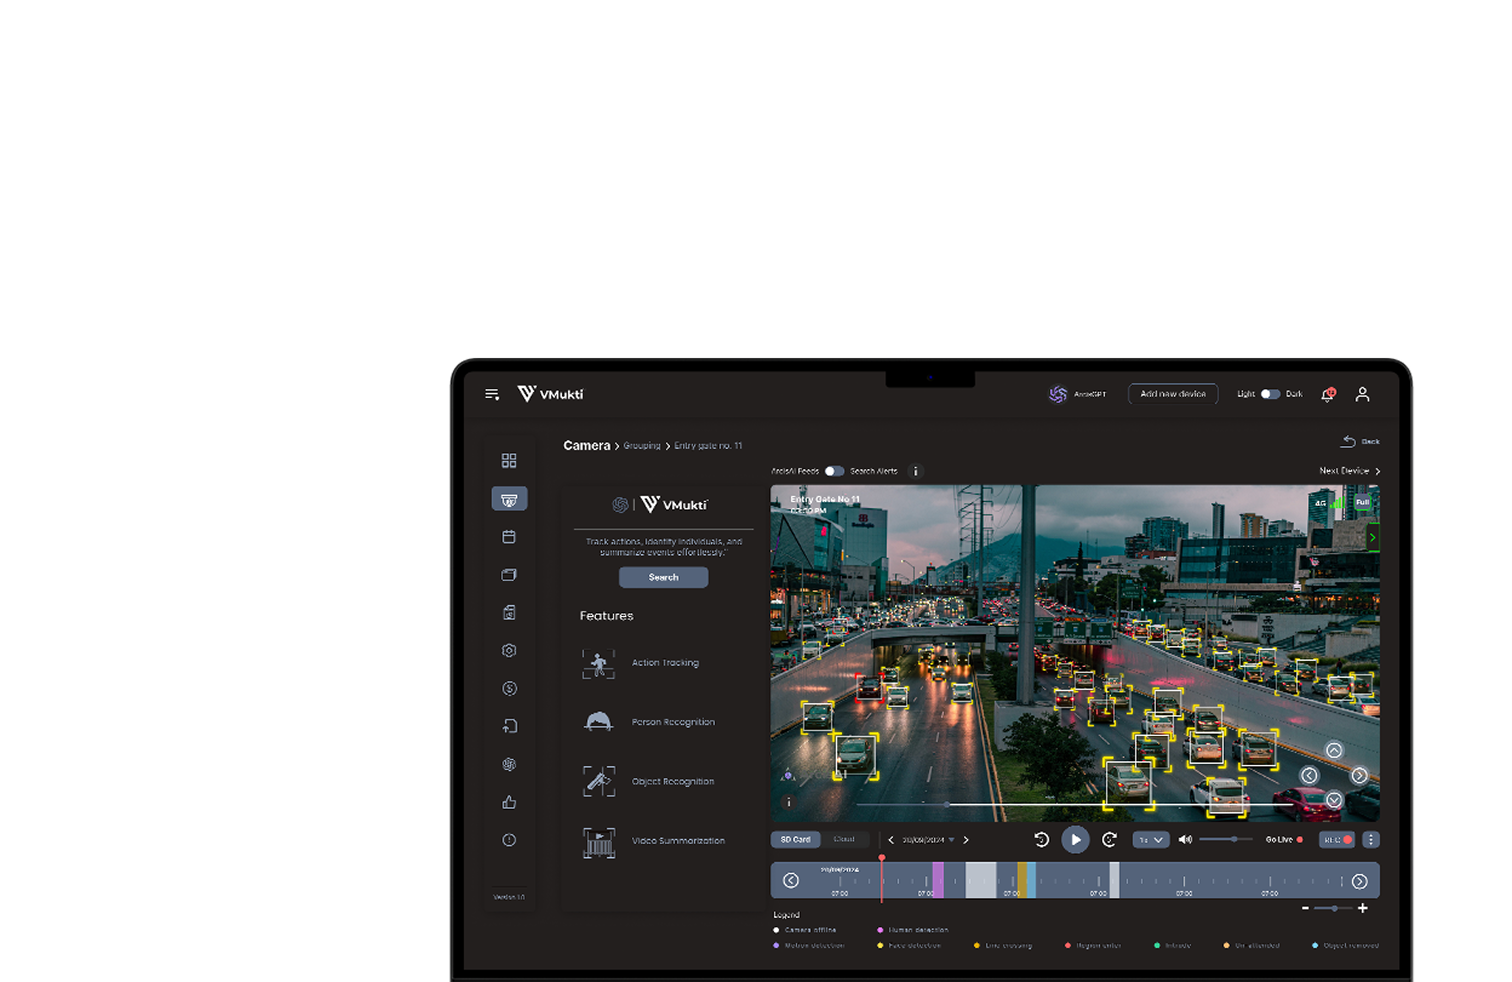 VMukti
ArcisGPT
Add new device
Light
Dark
Camera > Grouping > Entry gate no. 11
Back
ArcisAI Feeds
Search Alerts
Next Device >
VMukti
Track actions, identify individuals, and
summarize events effortlessly."
Search
Features
Action Tracking
Person Recognition
Object Recognition
Video Summarization
Version 1.0
Entry Gate No 11
4G
Full
SD Card
Cloud
20/09/2024
1x
Go Live
REC
20/09/2024
07:00
07:00
07:00
07:00
07:00
07:00
Legend
Camera offline
Human detection
Motion detection
Face detection
Line crossing
Region enter
Intrude
Un attended
Object removed